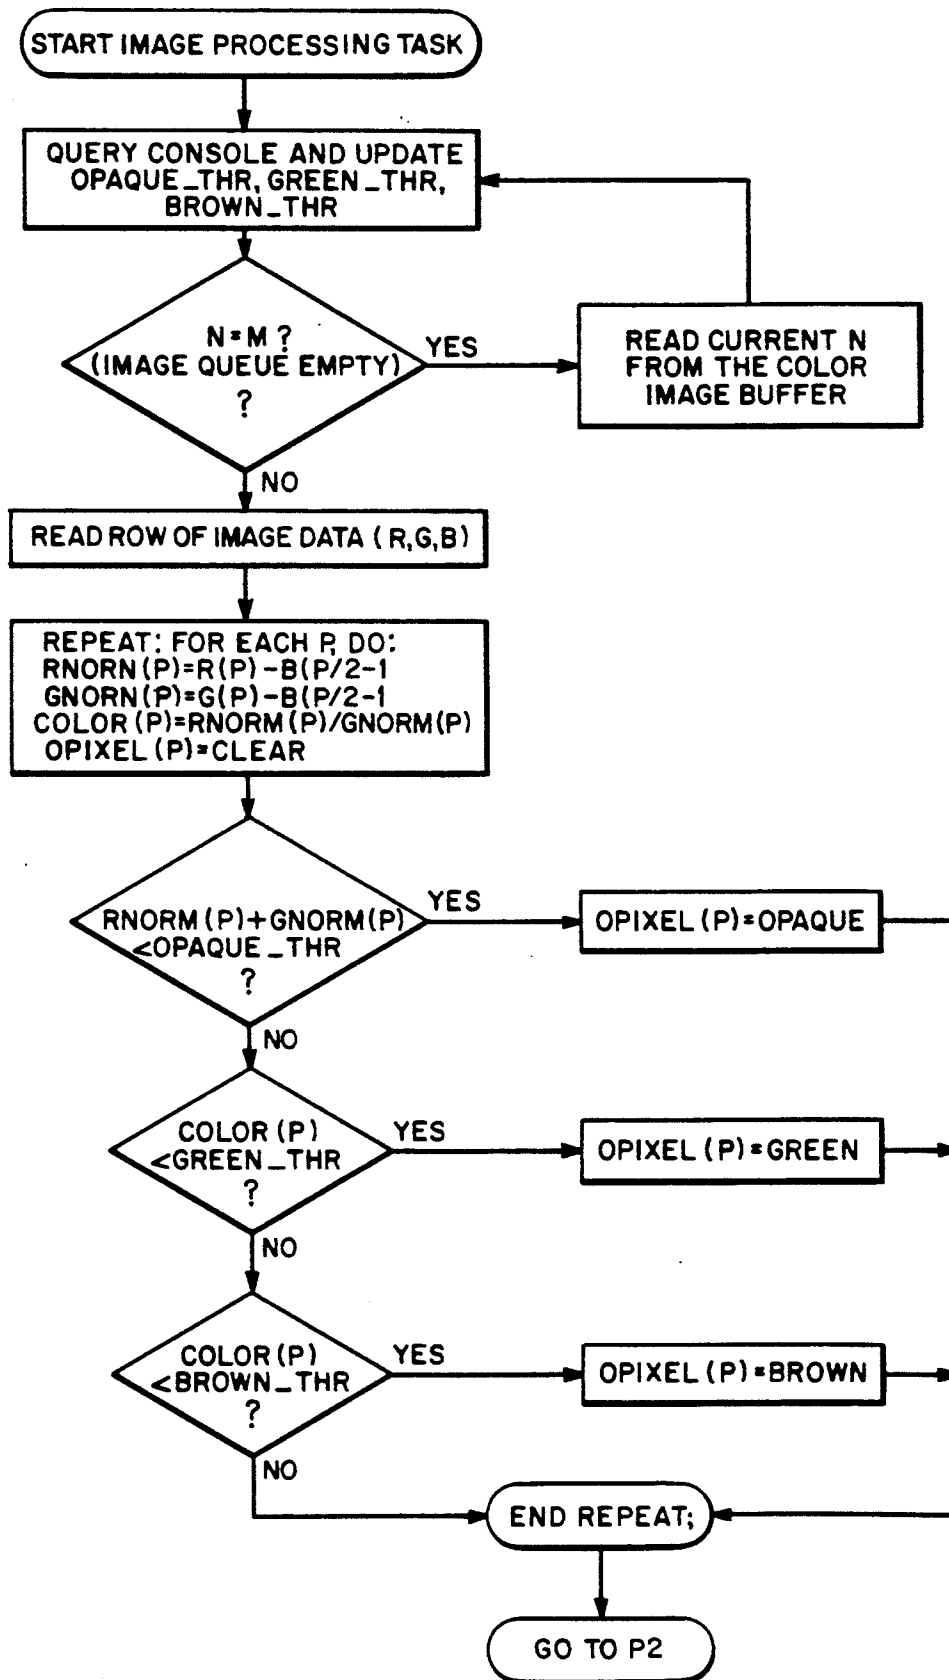 START IMAGE PROCESSING TASK
QUERY CONSOLE AND UPDATE
OPAQUE_THR, GREEN_THR,
BROWN_THR
N=M ?
(IMAGE QUEUE EMPTY)
?
YES
READ CURRENT N
FROM THE COLOR
IMAGE BUFFER
NO
READ ROW OF IMAGE DATA (R,G,B)
REPEAT: FOR EACH P, DO:
RNORN(P)=R(P)-B(P/2-1
GNORN(P)=G(P)-B(P/2-1
COLOR(P)=RNORM(P)/GNORM(P)
OPIXEL(P)=CLEAR
RNORM(P)+GNORM(P)
<OPAQUE_THR
?
YES
OPIXEL(P)=OPAQUE
NO
COLOR(P)
<GREEN_THR
?
YES
OPIXEL(P)=GREEN
NO
COLOR(P)
<BROWN_THR
?
YES
OPIXEL(P)=BROWN
NO
END REPEAT;
GO TO P2